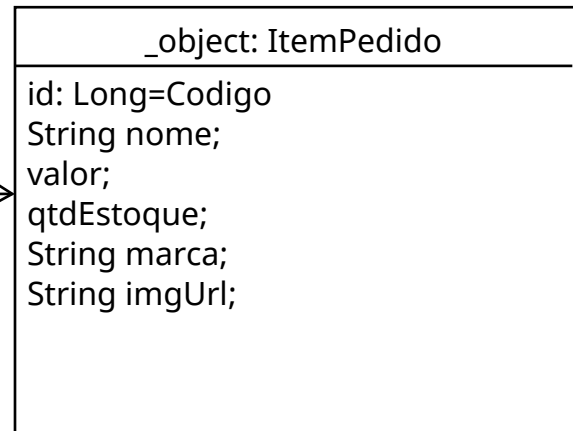 _object: ItemPedido
id: Long=Codigo
String nome;
valor;
qtdEstoque;
String marca;
String imgUrl;